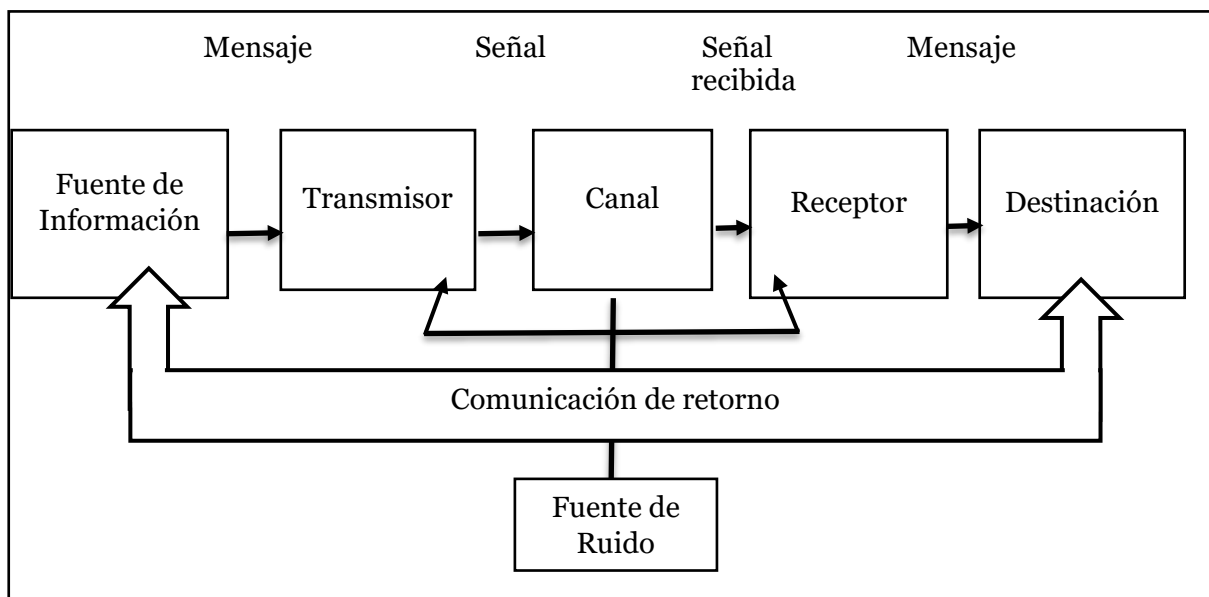 Mensaje
Señal
Señal
recibida
Mensaje
Fuente de
Información
Transmisor
Canal
Receptor
Destinación
Comunicación de retorno
Fuente de
Ruido